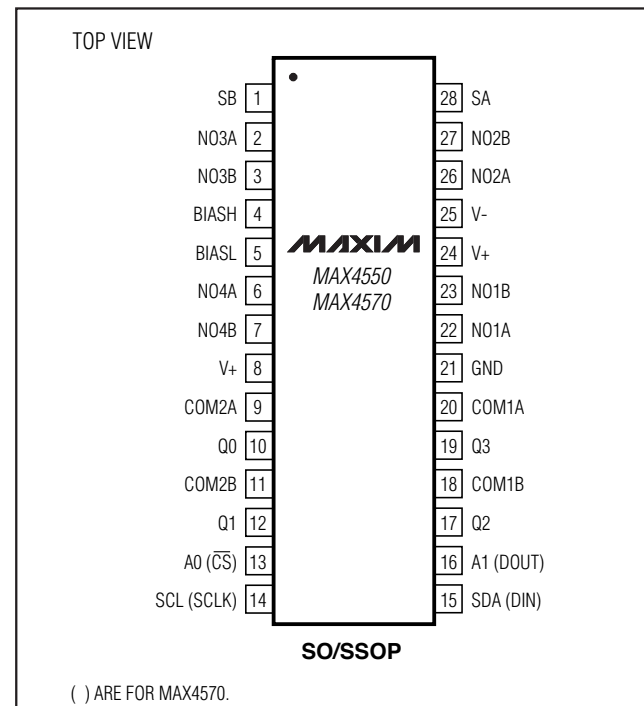 TOP VIEW
SB 1
NO3A 2
NO3B 3
BIASH 4
BIASL 5
NO4A 6
NO4B 7
V+ 8
COM2A 9
Q0 10
COM2B 11
Q1 12
A0 (C̅S̅) 13
SCL (SCLK) 14
MAXIM
MAX4550
MAX4570
28 SA
27 NO2B
26 NO2A
25 V-
24 V+
23 NO1B
22 NO1A
21 GND
20 COM1A
19 Q3
18 COM1B
17 Q2
16 A1 (DOUT)
15 SDA (DIN)
SO/SSOP
( ) ARE FOR MAX4570.